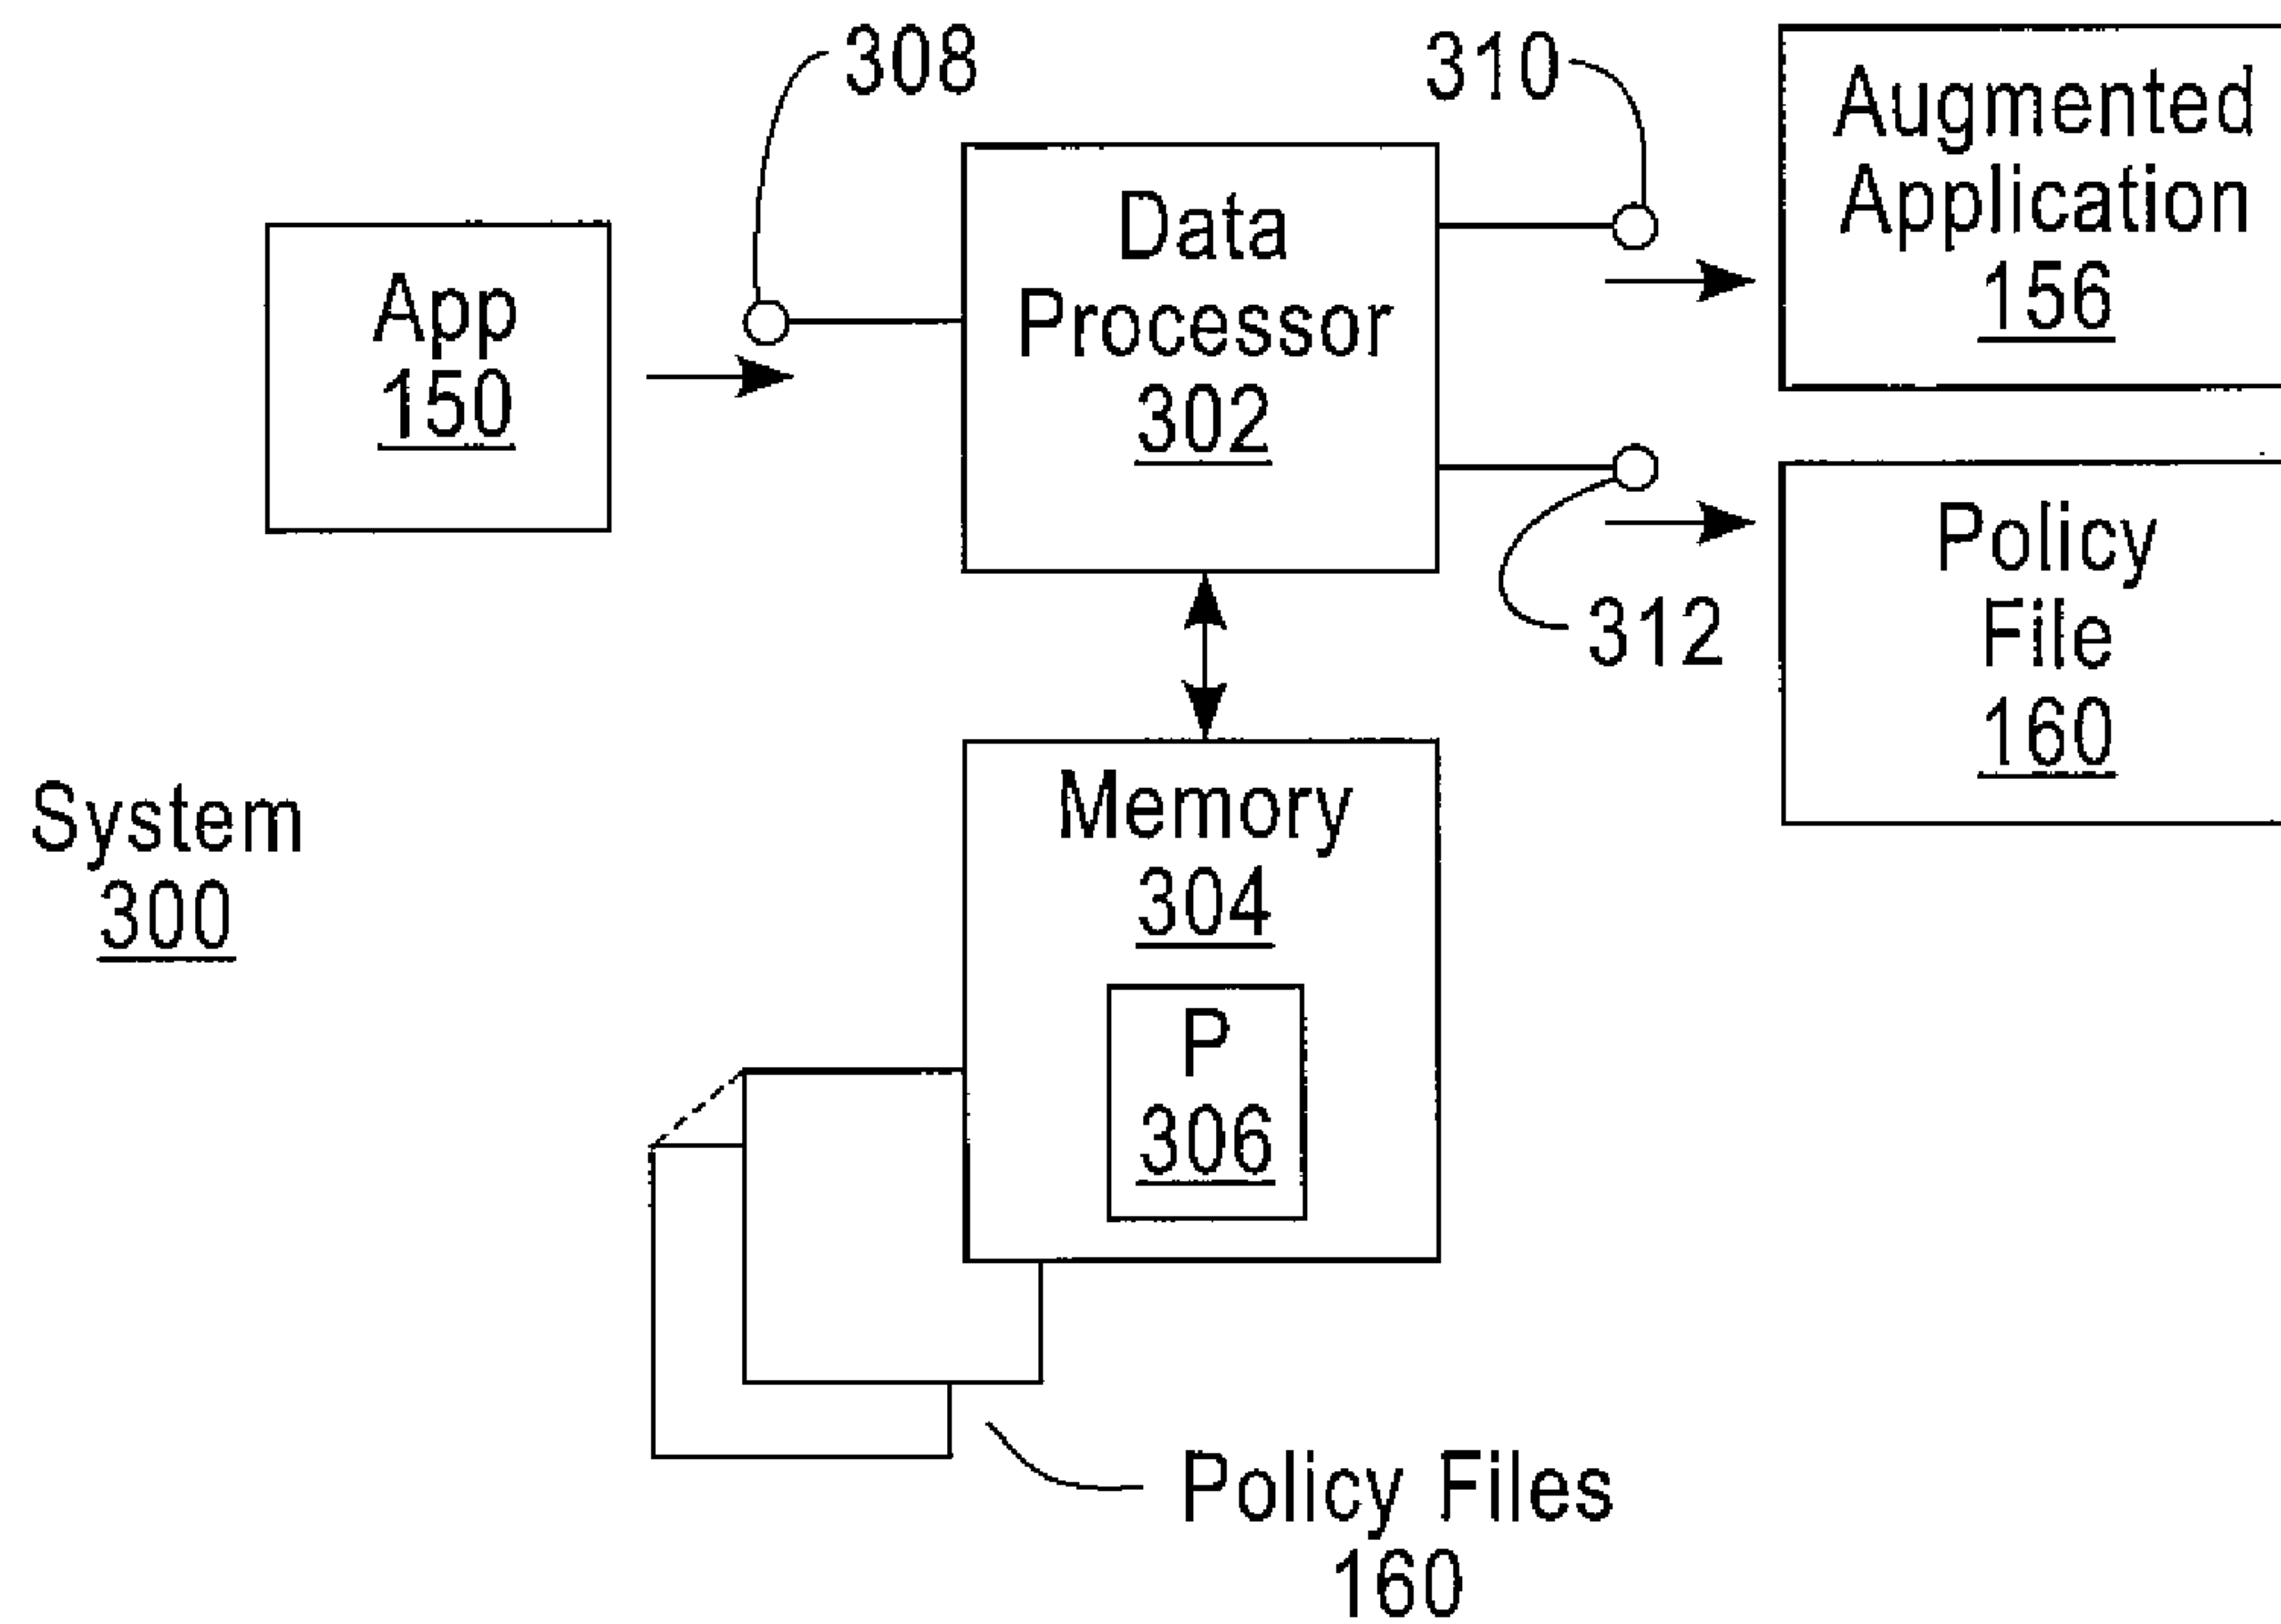 308
310
Augmented
Application
156
App
150
Data
Processor
302
Policy
File
160
312
System
300
Memory
304
P
306
Policy Files
160